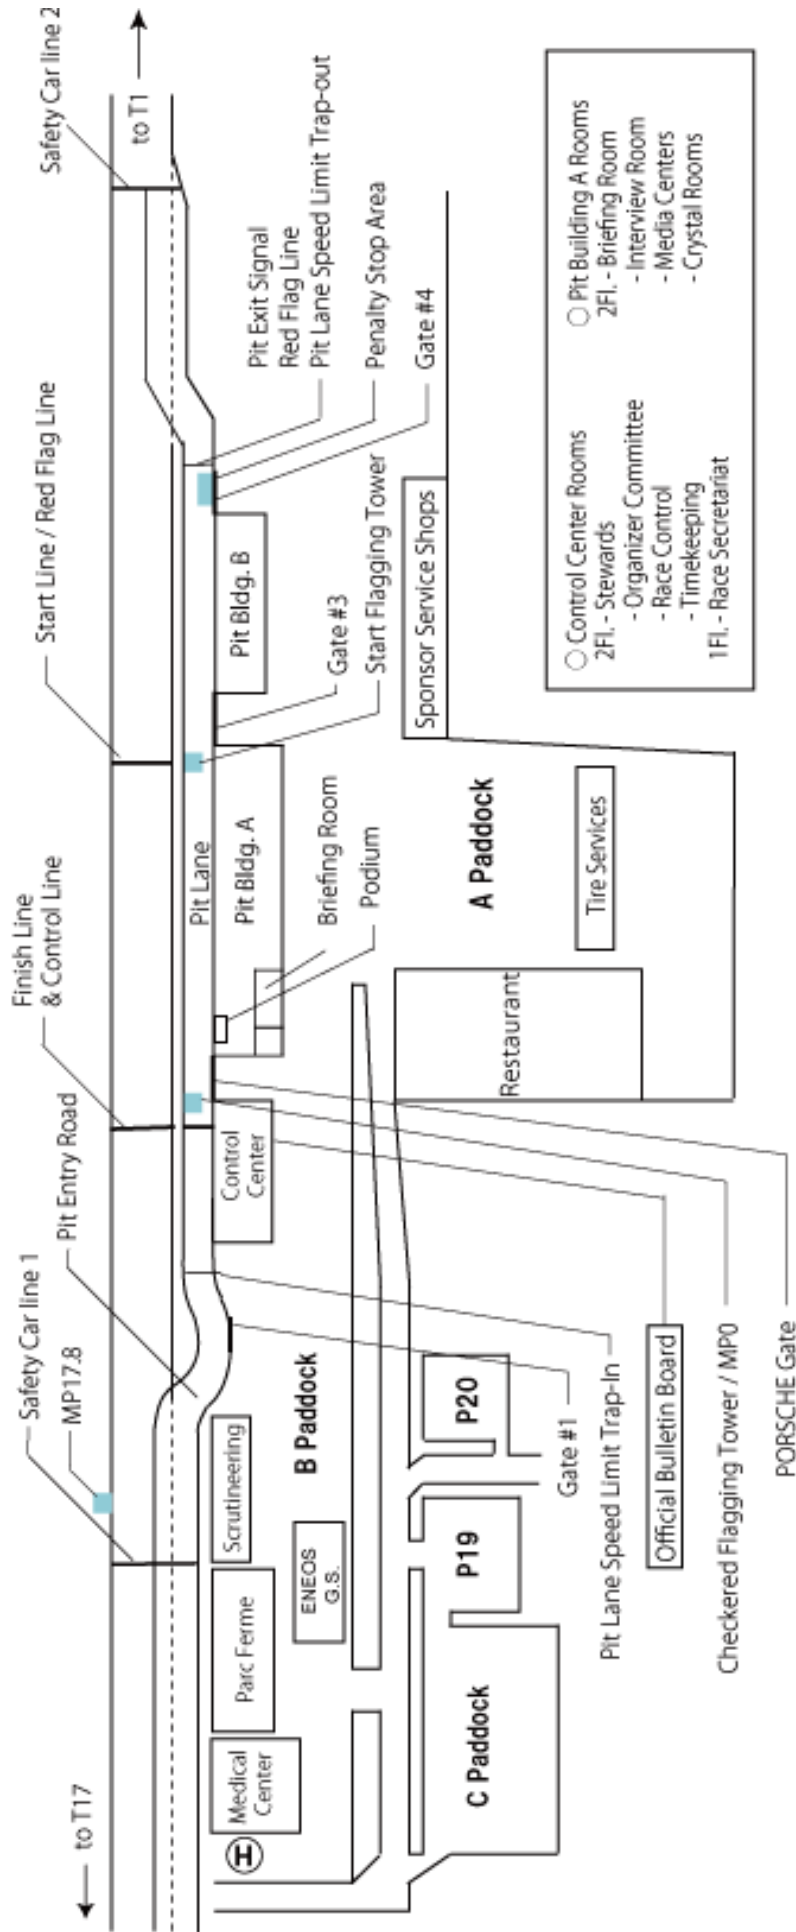 ← to T17
MP17.8
Safety Car line 1
Pit Entry Road
Finish Line
& Control Line
Start Line / Red Flag Line
Safety Car line 2
to T1
Pit Lane
H
Medical
Center
Parc Ferme
Scrutineering
Control
Center
Pit Bldg. A
Pit Bldg. B
Pit Exit Signal
Red Flag Line
Pit Lane Speed Limit Trap-out
Penalty Stop Area
Gate #4
Gate #3
Start Flagging Tower
Briefing Room
Podium
ENEOS
G.S.
B Paddock
C Paddock
P19
P20
Restaurant
A Paddock
Tire Services
Sponsor Service Shops
Gate #1
Pit Lane Speed Limit Trap-In
Official Bulletin Board
Checkered Flagging Tower / MP0
PORSCHE Gate
○ Control Center Rooms
2Fl. - Stewards
- Organizer Committee
- Race Control
- Timekeeping
1Fl. - Race Secretariat
○ Pit Building A Rooms
2Fl. - Briefing Room
- Interview Room
- Media Centers
- Crystal Rooms